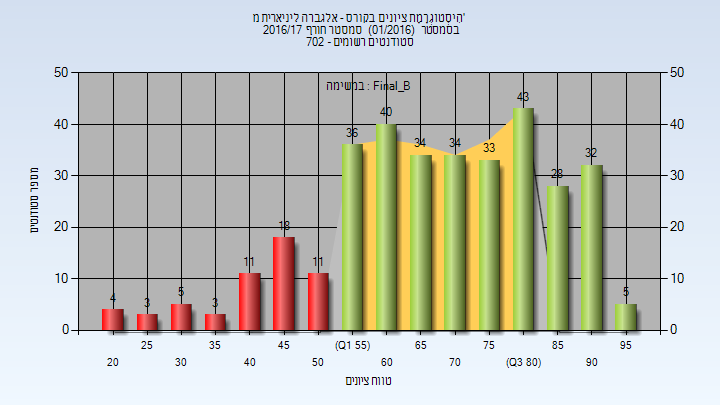 היסטוגרמת ציונים בקורס - אלגברה ליניארית מ'
בסמסטר (01/2016) סמסטר חורף 2016/17
סטודנטים רשומים - 702
במשימה : Final_B
50 50
40 40
30 30
20 20
10 10
0 0
מספר סטודנטים
4 3 5 3 11 18 11 36 40 34 34 33 43 28 32 5
25 35 45 (Q1 55) 65 75 85 95
20 30 40 50 60 70 (Q3 80) 90
טווח ציונים